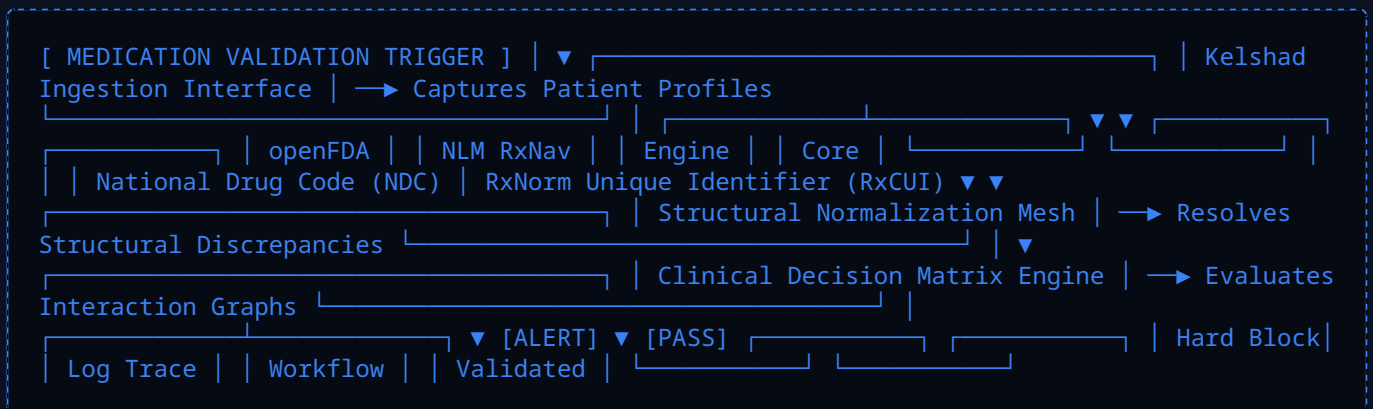 [ MEDICATION VALIDATION TRIGGER ] │ ▼ ┌───────────────────────────────────────┐ │ Kelshad
Ingestion Interface │ ──► Captures Patient Profiles
└───────────────────────────────────────┘ │ ┌──────────────┴──────────────┐ ▼ ▼ ┌────────────┐
┌────────────┐ │ openFDA │ │ NLM RxNav │ │ Engine │ │ Core │ └────────────┘ └────────────┘ │
│ │ National Drug Code (NDC) │ RxNorm Unique Identifier (RxCUI) ▼ ▼
┌───────────────────────────────────────┐ │ Structural Normalization Mesh │ ──► Resolves
Structural Discrepancies └───────────────────────────────────────┘ │ ▼
┌───────────────────────────────────────┐ │ Clinical Decision Matrix Engine │ ──► Evaluates
Interaction Graphs └───────────────────────────────────────┘ │
┌──────────────┴──────────────┐ ▼ [ALERT] ▼ [PASS] ┌────────────┐ ┌────────────┐ │ Hard Block│
│ Log Trace │ │ Workflow │ │ Validated │ └────────────┘ └────────────┘